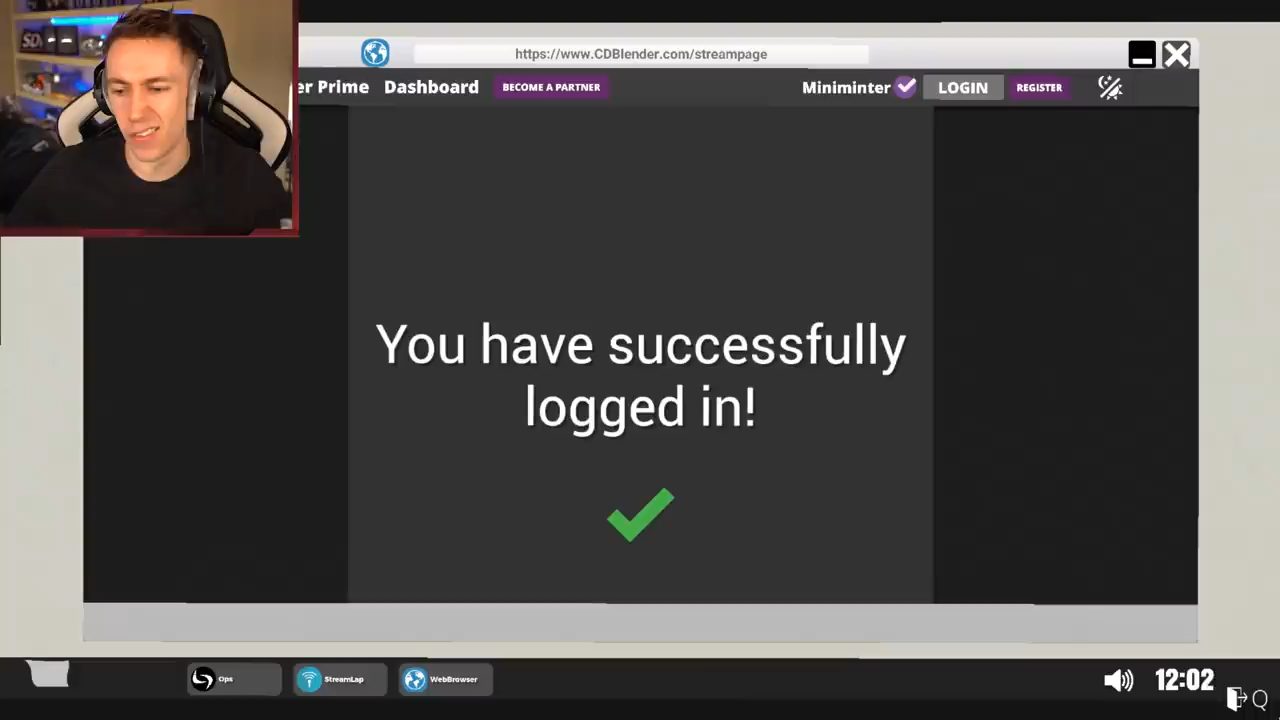 https://www.CDBlender.com/streampage
er Prime Dashboard BECOME A PARTNER Miniminter LOGIN REGISTER
You have successfully
logged in!
Ops StreamLap WebBrowser 12:02
Q